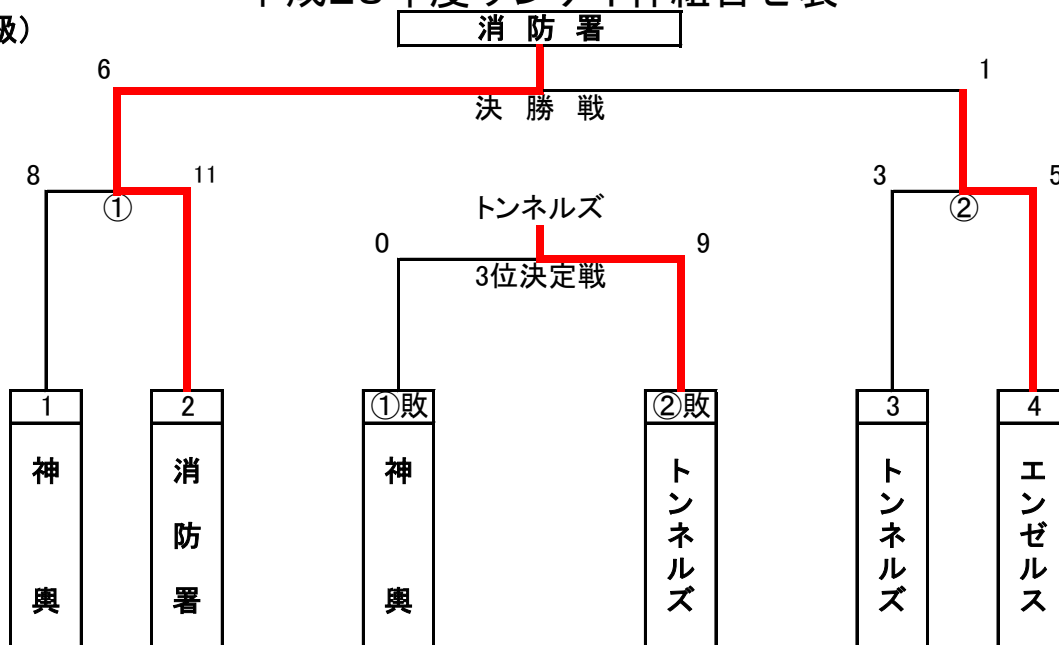 級）
消防署
6
1
決勝戦
8
11
3
5
①
②
トンネルズ
0
9
3位決定戦
1
2
①敗
②敗
3
4
神輿
消防署
神輿
トンネルズ
トンネルズ
エンゼルス